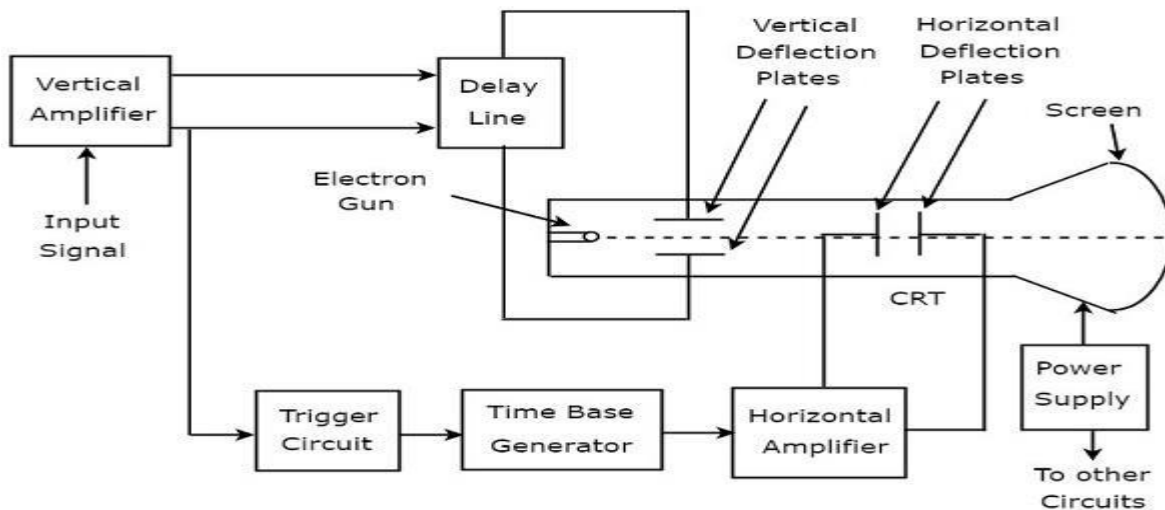 Vertical
Deflection
Plates
Horizontal
Deflection
Plates
Vertical
Amplifier
Delay
Line
Screen
Electron
Gun
Input
Signal
CRT
Power
Supply
Trigger
Circuit
Time Base
Generator
Horizontal
Amplifier
To other
Circuits